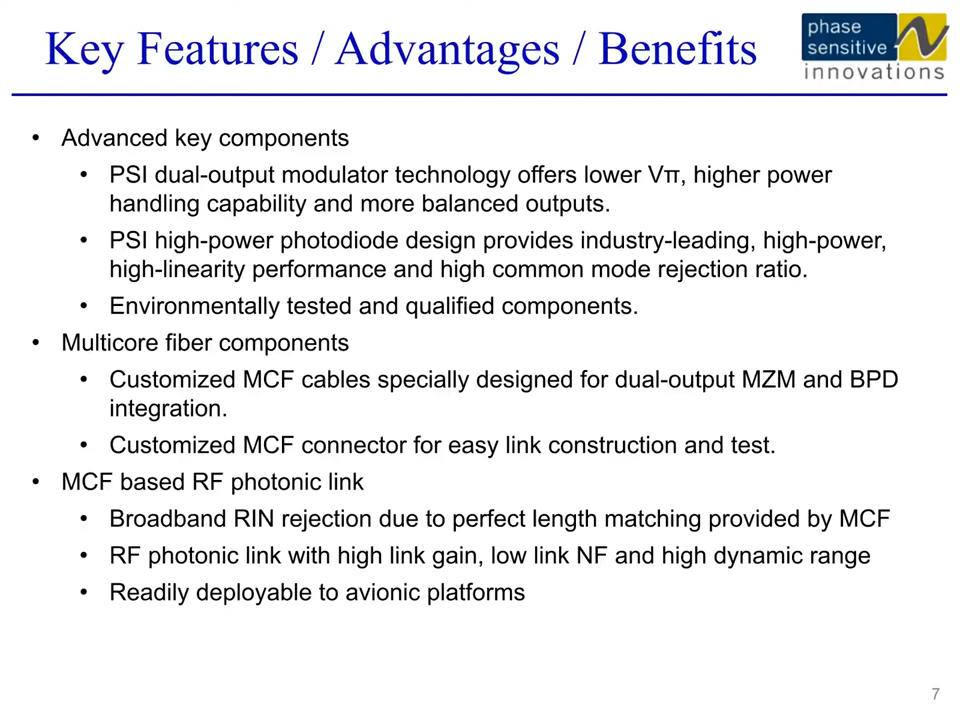 Key Features / Advantages / Benefits
phase
sensitive
innovations
• Advanced key components
• PSI dual-output modulator technology offers lower Vπ, higher power
handling capability and more balanced outputs.
• PSI high-power photodiode design provides industry-leading, high-power,
high-linearity performance and high common mode rejection ratio.
• Environmentally tested and qualified components.
• Multicore fiber components
• Customized MCF cables specially designed for dual-output MZM and BPD
integration.
• Customized MCF connector for easy link construction and test.
• MCF based RF photonic link
• Broadband RIN rejection due to perfect length matching provided by MCF
• RF photonic link with high link gain, low link NF and high dynamic range
• Readily deployable to avionic platforms
7